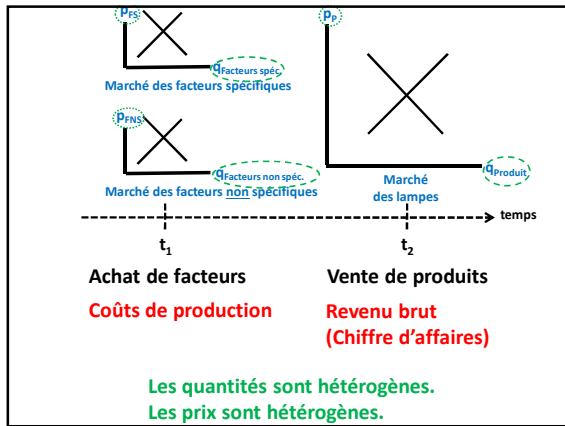 pFS
qFacteurs spéc.
Marché des facteurs spécifiques
pFNS
qFacteurs non spéc.
Marché des facteurs non spécifiques
pP
qProduit
Marché
des lampes
temps
t1
t2
Achat de facteurs
Vente de produits
Coûts de production
Revenu brut
(Chiffre d’affaires)
Les quantités sont hétérogènes.
Les prix sont hétérogènes.